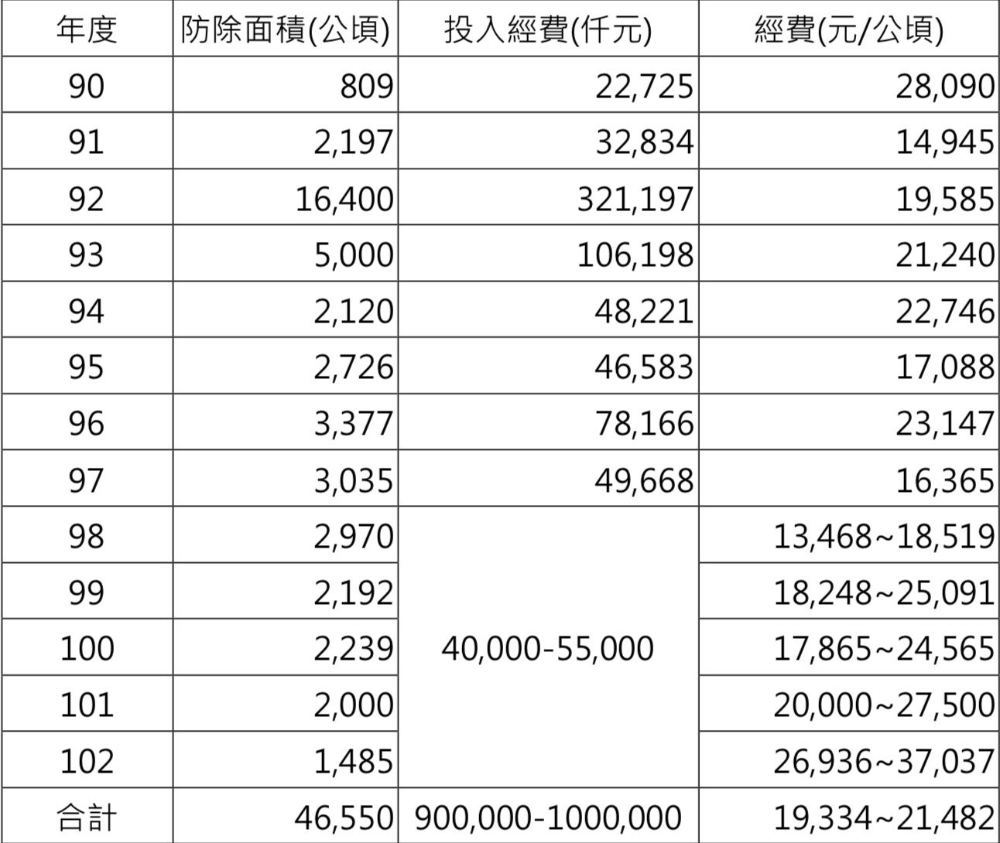 年度 防除面積(公頃) 投入經費(仟元) 經費(元/公頃)
90 809 22,725 28,090
91 2,197 32,834 14,945
92 16,400 321,197 19,585
93 5,000 106,198 21,240
94 2,120 48,221 22,746
95 2,726 46,583 17,088
96 3,377 78,166 23,147
97 3,035 49,668 16,365
98 2,970 13,468~18,519
99 2,192 18,248~25,091
100 2,239 40,000-55,000 17,865~24,565
101 2,000 20,000~27,500
102 1,485 26,936~37,037
合計 46,550 900,000-1000,000 19,334~21,482